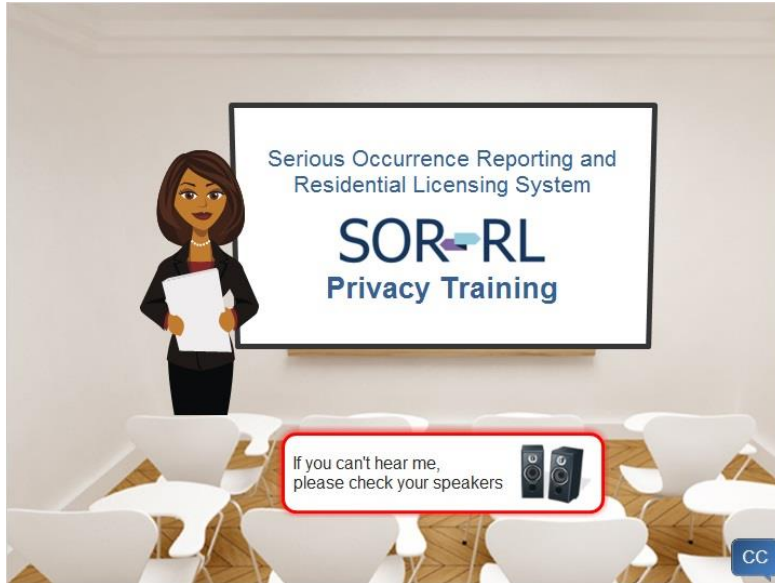 Serious Occurrence Reporting and
Residential Licensing System
SOR RL
Privacy Training
If you can't hear me,
please check your speakers
CC